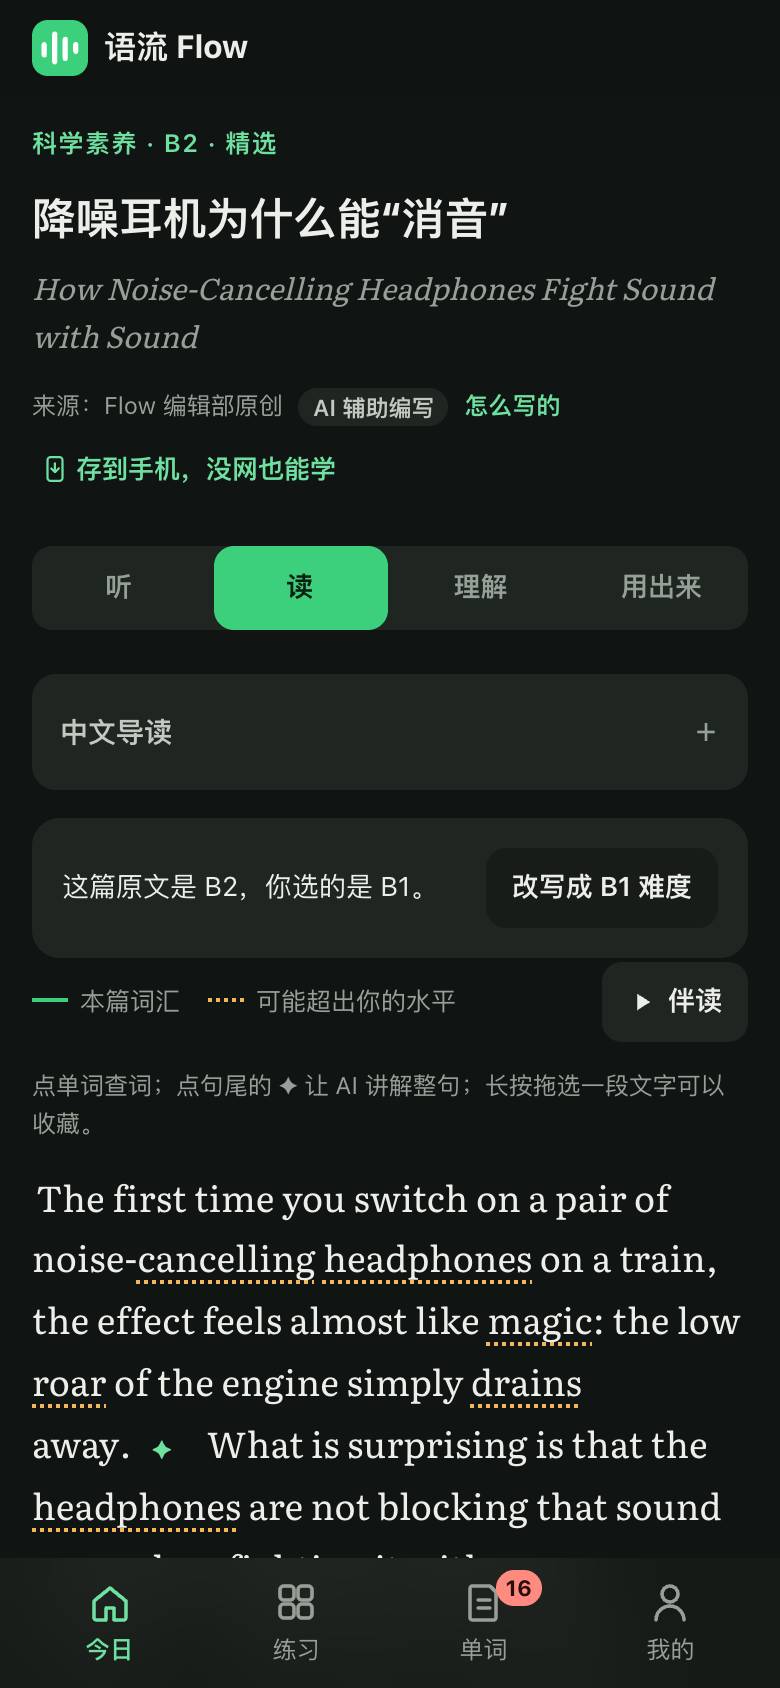 语流 Flow
科学素养 · B2 · 精选
降噪耳机为什么能“消音”
How Noise-Cancelling Headphones Fight Sound
with Sound
来源：Flow 编辑部原创 AI 辅助编写 怎么写的
存到手机，没网也能学
听 读 理解 用出来
中文导读 +
这篇原文是 B2，你选的是 B1。 改写成 B1 难度
本篇词汇 可能超出你的水平 伴读
点单词查词；点句尾的 ✦ 让 AI 讲解整句；长按拖选一段文字可以
收藏。
The first time you switch on a pair of
noise-cancelling headphones on a train,
the effect feels almost like magic: the low
roar of the engine simply drains
away. ✦ What is surprising is that the
headphones are not blocking that sound
16
今日 练习 单词 我的